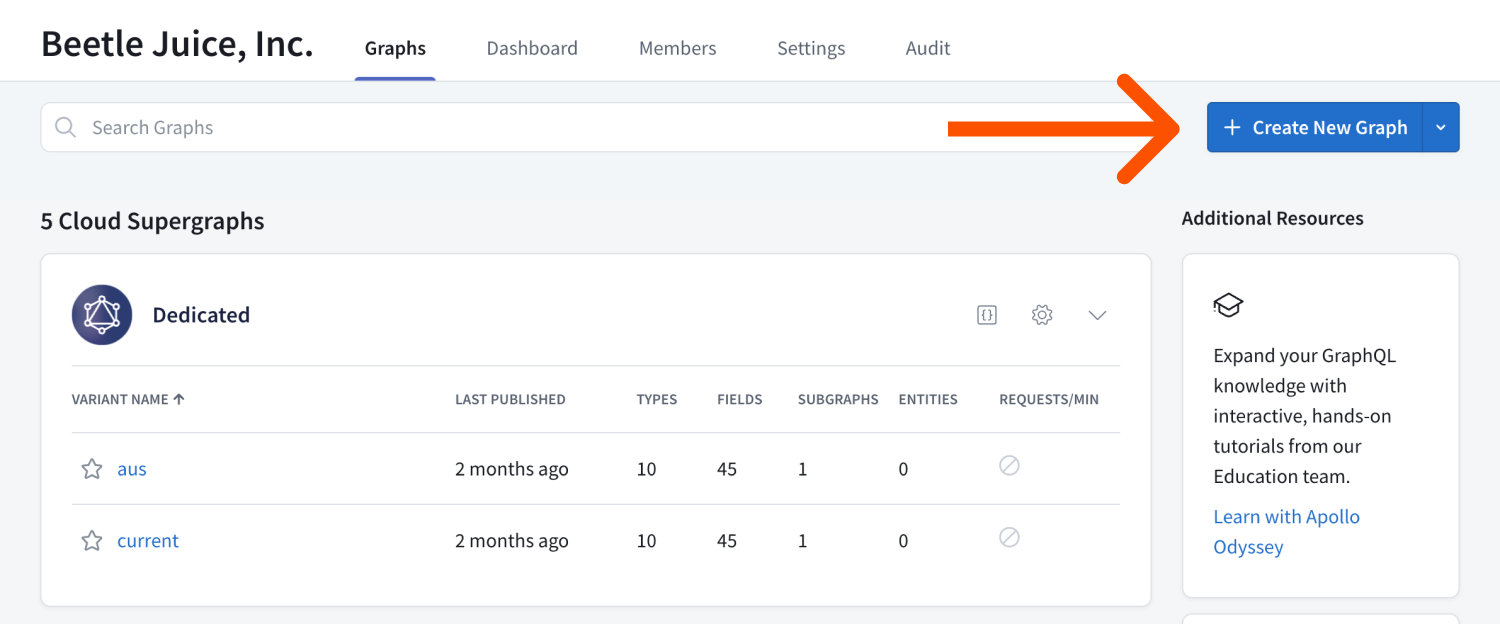 Beetle Juice, Inc. Graphs Dashboard Members Settings Audit
Search Graphs
+ Create New Graph
5 Cloud Supergraphs
Dedicated
{}
VARIANT NAME ↑ LAST PUBLISHED TYPES FIELDS SUBGRAPHS ENTITIES REQUESTS/MIN
aus 2 months ago 10 45 1 0
current 2 months ago 10 45 1 0
Additional Resources
Expand your GraphQL
knowledge with
interactive, hands-on
tutorials from our
Education team.
Learn with Apollo
Odyssey